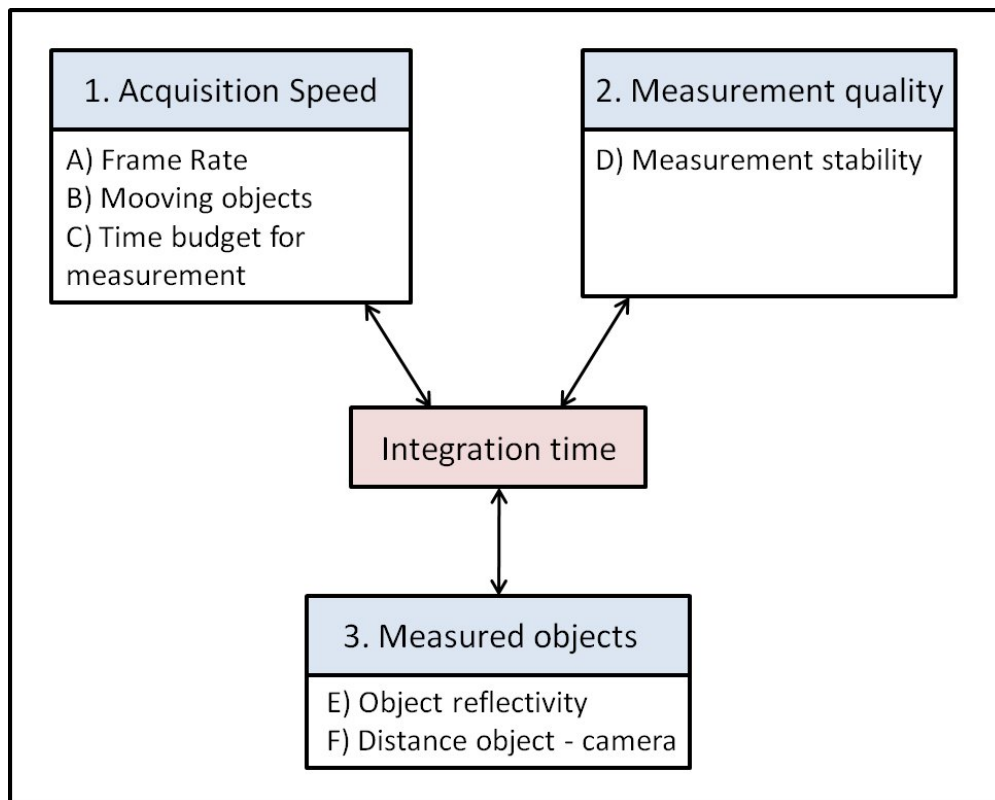 1. Acquisition Speed
A) Frame Rate
B) Mooving objects
C) Time budget for
measurement
2. Measurement quality
D) Measurement stability
Integration time
3. Measured objects
E) Object reflectivity
F) Distance object - camera